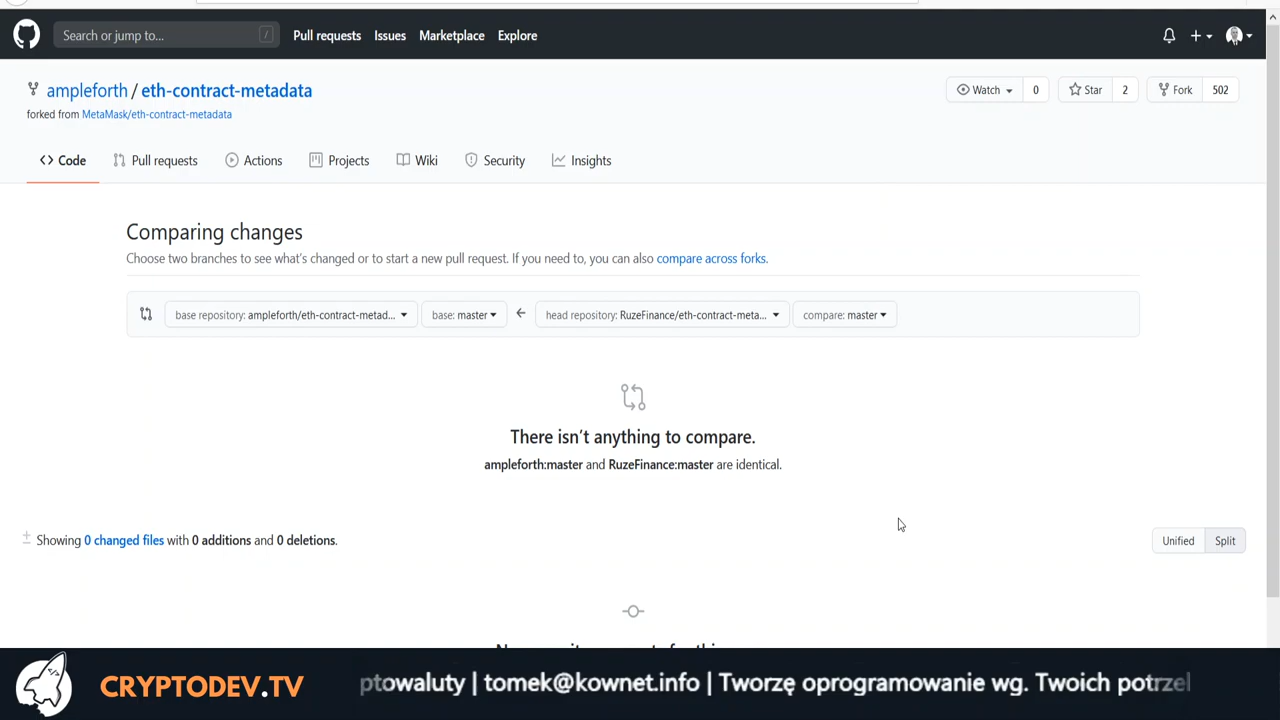 Search or jump to... /
Pull requests Issues Marketplace Explore
ampleforth / eth-contract-metadata
Watch 0 Star 2 Fork 502
forked from MetaMask/eth-contract-metadata
Code Pull requests Actions Projects Wiki Security Insights
Comparing changes
Choose two branches to see what's changed or to start a new pull request. If you need to, you can also compare across forks.
base repository: ampleforth/eth-contract-metad... base: master ← head repository: RuzeFinance/eth-contract-meta... compare: master
There isn't anything to compare.
ampleforth:master and RuzeFinance:master are identical.
Showing 0 changed files with 0 additions and 0 deletions.
Unified Split
CRYPTODEV.TV
ptowaluty | tomek@kownet.info | Tworzę oprogramowanie wg. Twoich potrzel